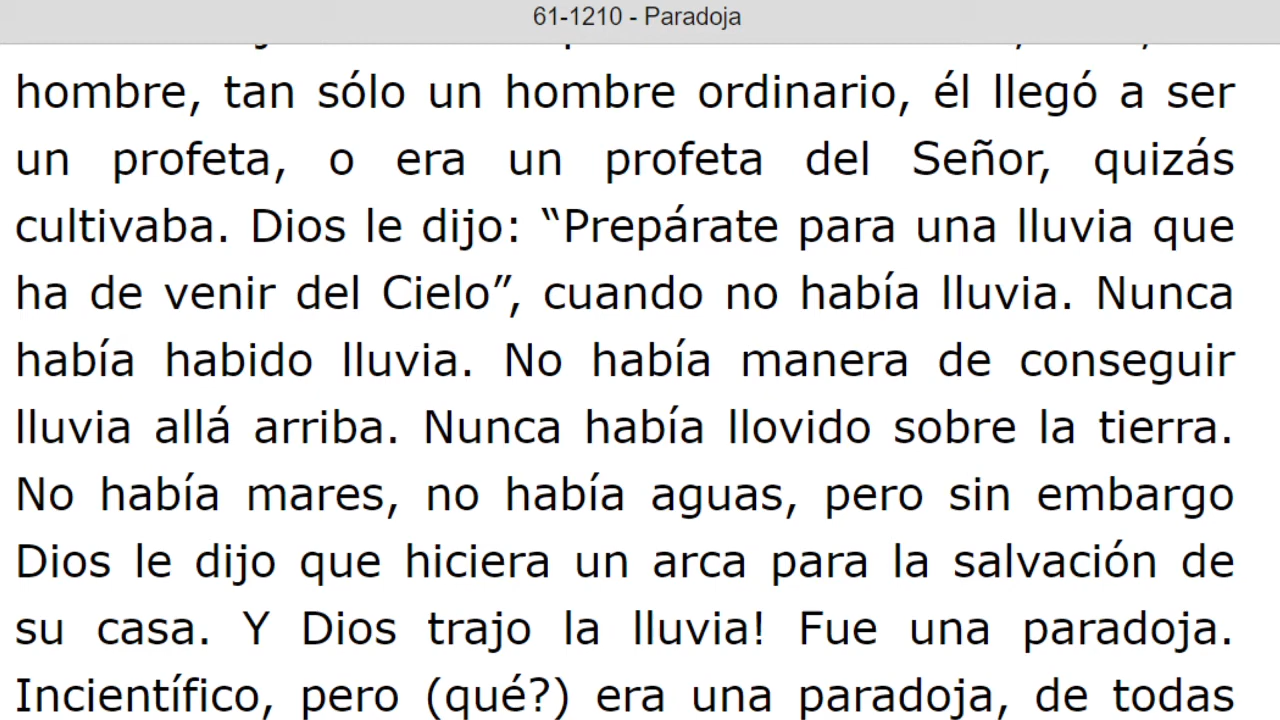 61-1210 - Paradoja
hombre, tan sólo un hombre ordinario, él llegó a ser
un profeta, o era un profeta del Señor, quizás
cultivaba. Dios le dijo: “Prepárate para una lluvia que
ha de venir del Cielo”, cuando no había lluvia. Nunca
había habido lluvia. No había manera de conseguir
lluvia allá arriba. Nunca había llovido sobre la tierra.
No había mares, no había aguas, pero sin embargo
Dios le dijo que hiciera un arca para la salvación de
su casa. Y Dios trajo la lluvia! Fue una paradoja.
Incientífico, pero (qué?) era una paradoja, de todas